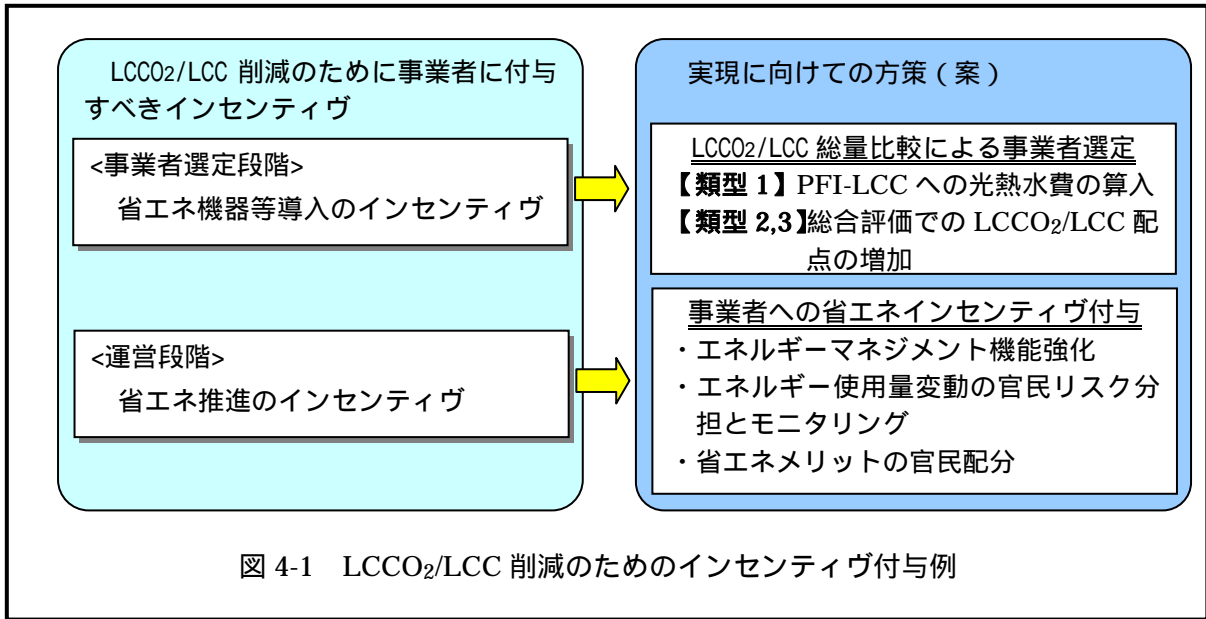 LCCO₂/LCC 削減のために事業者に付与
すべきインセンティヴ
<事業者選定段階>
省エネ機器等導入のインセンティヴ
<運営段階>
省エネ推進のインセンティヴ
実現に向けての方策(案)
LCCO₂/LCC 総量比較による事業者選定
【類型 1】PFI-LCC への光熱水費の算入
【類型 2,3】総合評価での LCCO₂/LCC 配
点の増加
事業者への省エネインセンティヴ付与
・エネルギーマネジメント機能強化
・エネルギー使用量変動の官民リスク分
担とモニタリング
・省エネメリットの官民配分
図 4-1 LCCO₂/LCC 削減のためのインセンティヴ付与例